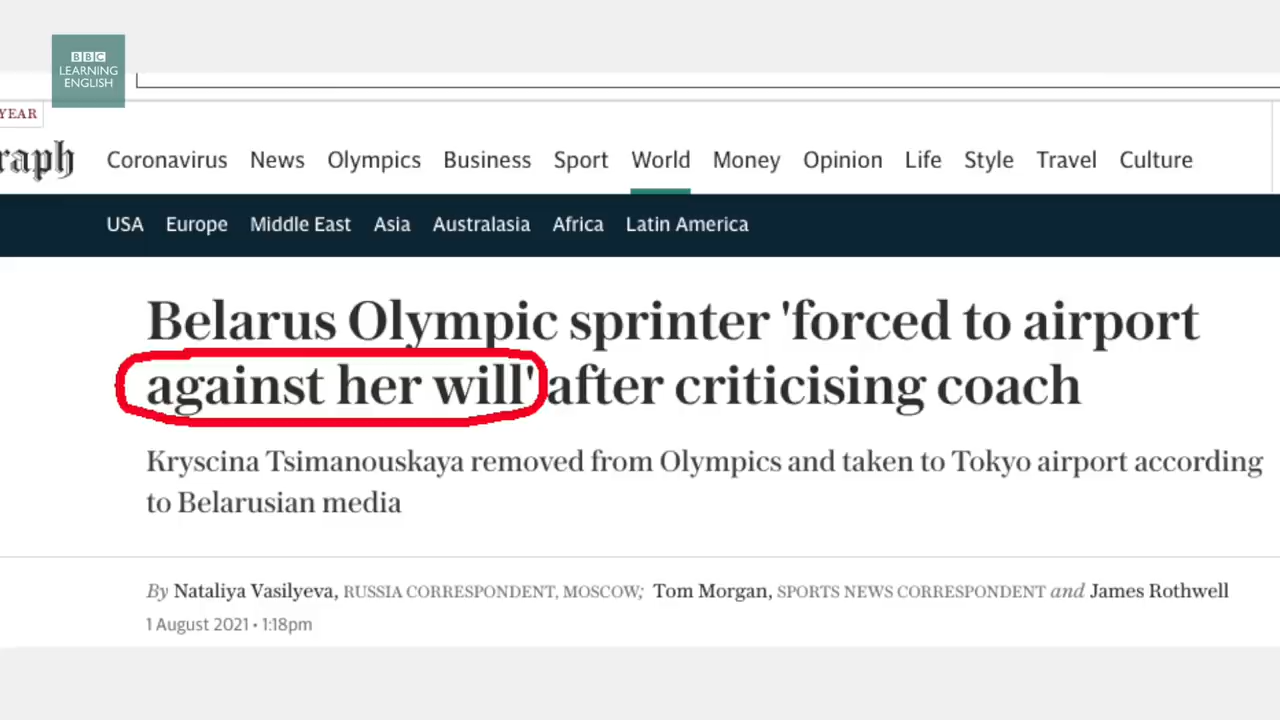 BBC
LEARNING
ENGLISH
YEAR
raph
Coronavirus News Olympics Business Sport World Money Opinion Life Style Travel Culture
USA Europe Middle East Asia Australasia Africa Latin America
Belarus Olympic sprinter 'forced to airport
against her will' after criticising coach
Kryscina Tsimanouskaya removed from Olympics and taken to Tokyo airport according
to Belarusian media
By Nataliya Vasilyeva, RUSSIA CORRESPONDENT, MOSCOW; Tom Morgan, SPORTS NEWS CORRESPONDENT and James Rothwell
1 August 2021 • 1:18pm